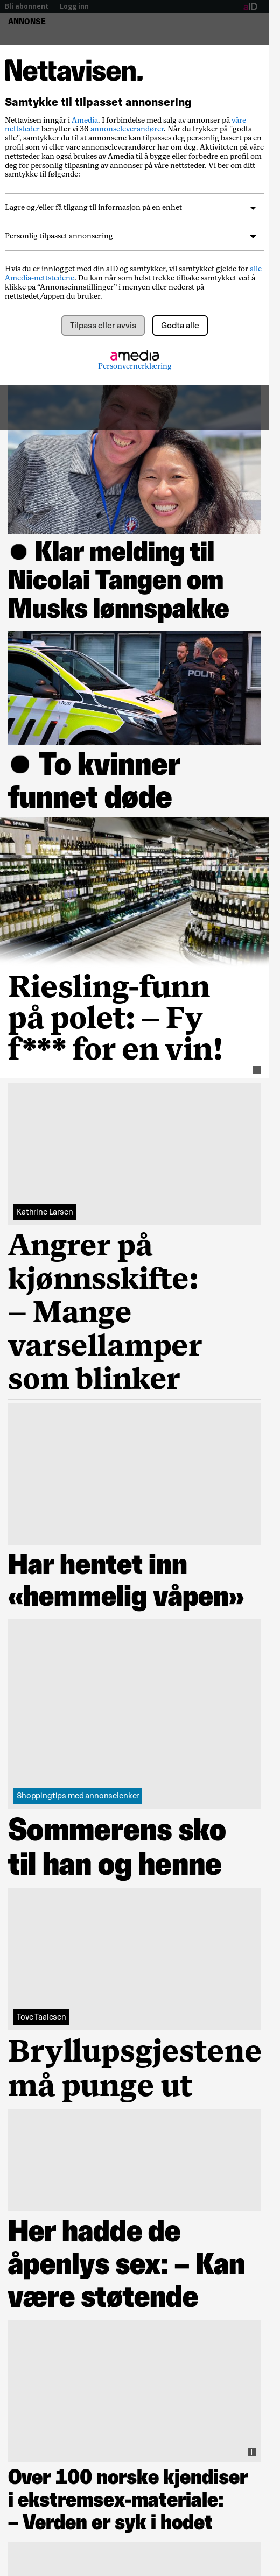 Bli abonnent | Logg inn
aID
ANNONSE
Nettavisen.
Samtykke til tilpasset annonsering
Nettavisen inngår i Amedia. I forbindelse med salg av annonser på våre
nettsteder benytter vi 36 annonseleverandører. Når du trykker på "godta
alle", samtykker du til at annonsene kan tilpasses deg personlig basert på en
profil som vi eller våre annonseleverandører har om deg. Aktiviteten på våre
nettsteder kan også brukes av Amedia til å bygge eller forbedre en profil om
deg for personlig tilpasning av annonser på våre nettsteder. Vi ber om ditt
samtykke til følgende:
Lagre og/eller få tilgang til informasjon på en enhet
Personlig tilpasset annonsering
Hvis du er innlogget med din aID og samtykker, vil samtykket gjelde for alle
Amedia-nettstedene. Du kan når som helst trekke tilbake samtykket ved å
klikke på “Annonseinnstillinger” i menyen eller nederst på
nettstedet/appen du bruker.
Tilpass eller avvis
Godta alle
amedia
Personvernerklæring
Klar melding til
Nicolai Tangen om
Musks lønnspakke
POLITI
To kvinner
funnet døde
Riesling-funn
på polet: – Fy
f*** for en vin!
Kathrine Larsen
Angrer på
kjønnsskifte:
– Mange
varsellamper
som blinker
Har hentet inn
«hemmelig våpen»
Shoppingtips med annonselenker
Sommerens sko
til han og henne
Tove Taalesen
Bryllupsgjestene
må punge ut
Her hadde de
åpenlys sex: – Kan
være støtende
Over 100 norske kjendiser
i ekstremsex-materiale:
– Verden er syk i hodet